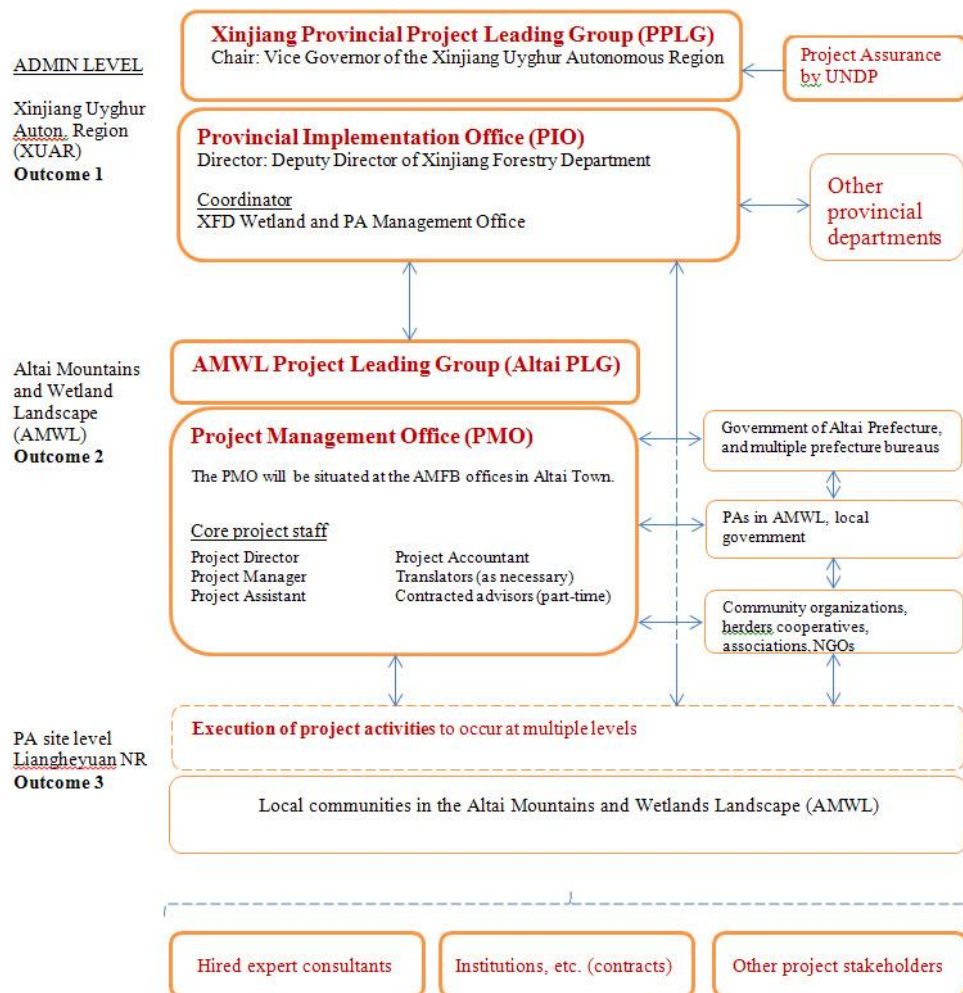 Xinjiang Provincial Project Leading Group (PPLG)
Chair: Vice Governor of the Xinjiang Uyghur Autonomous Region
Project Assurance
by UNDP
ADMIN LEVEL
Xinjiang Uyghur
Auton. Region
(XUAR)
Outcome 1
Provincial Implementation Office (PIO)
Director: Deputy Director of Xinjiang Forestry Department
Coordinator
XFD Wetland and PA Management Office
Other
provincial
departments
Altai Mountains
and Wetland
Landscape
(AMWL)
Outcome 2
AMWL Project Leading Group (Altai PLG)
Project Management Office (PMO)
The PMO will be situated at the AMFB offices in Altai Town.
Core project staff
Project Director
Project Manager
Project Assistant
Project Accountant
Translators (as necessary)
Contracted advisors (part-time)
Government of Altai Prefecture,
and multiple prefecture bureaus
PAs in AMWL, local
government
Community organizations,
herders cooperatives,
associations, NGOs
PA site level
Liangheyuan NR
Outcome 3
Execution of project activities to occur at multiple levels
Local communities in the Altai Mountains and Wetlands Landscape (AMWL)
Hired expert consultants
Institutions, etc. (contracts)
Other project stakeholders